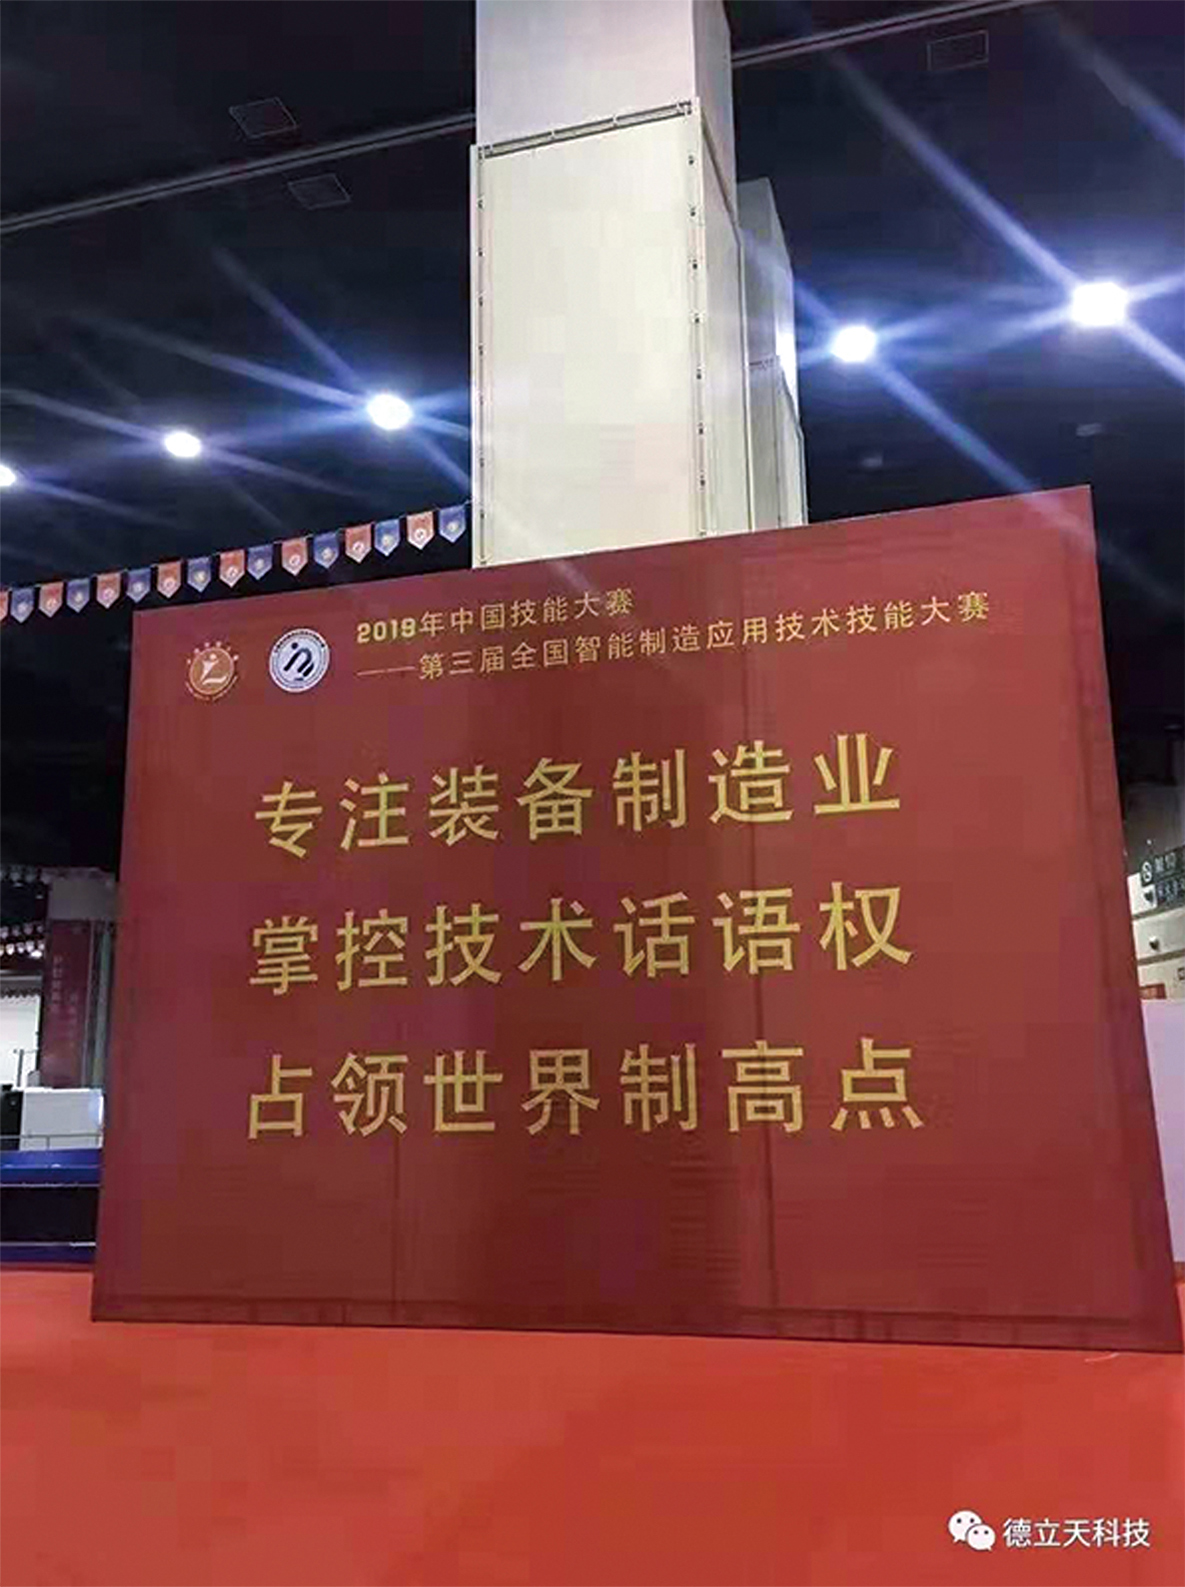 2019年中国技能大赛
——第三届全国智能制造应用技术技能大赛
专注装备制造业
掌控技术话语权
占领世界制高点
德立天科技